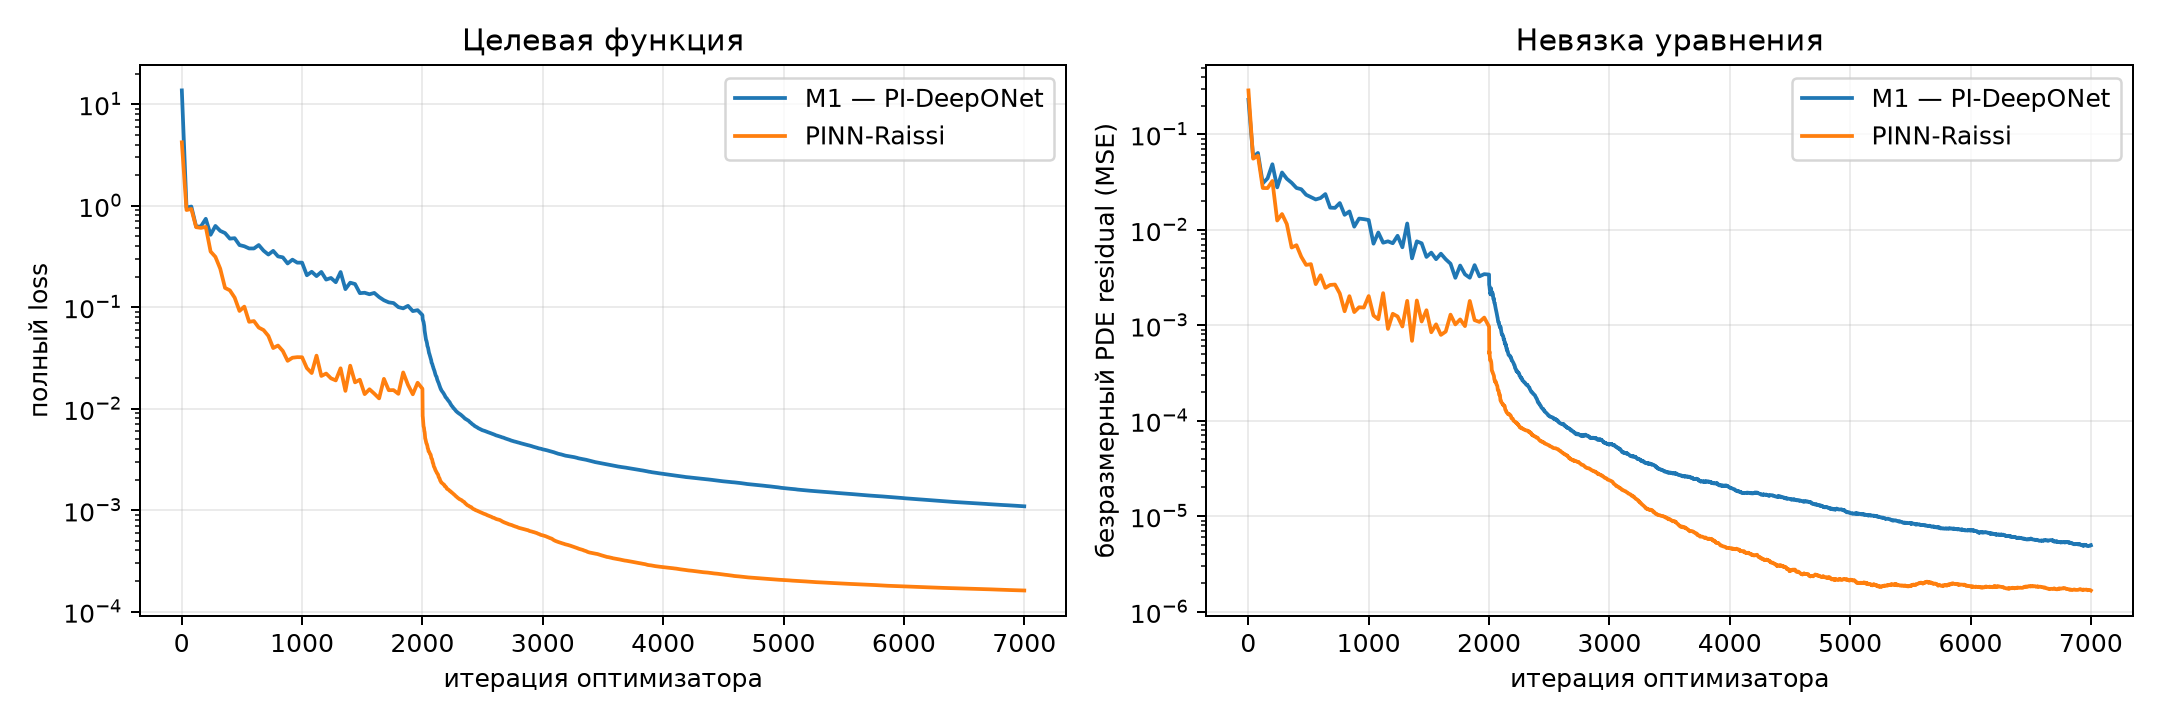 Целевая функция
полный loss
10¹
10⁰
10⁻¹
10⁻²
10⁻³
10⁻⁴
M1 — PI-DeepONet
PINN-Raissi
0 1000 2000 3000 4000 5000 6000 7000
итерация оптимизатора
Невязка уравнения
безразмерный PDE residual (MSE)
10⁻¹
10⁻²
10⁻³
10⁻⁴
10⁻⁵
10⁻⁶
M1 — PI-DeepONet
PINN-Raissi
0 1000 2000 3000 4000 5000 6000 7000
итерация оптимизатора